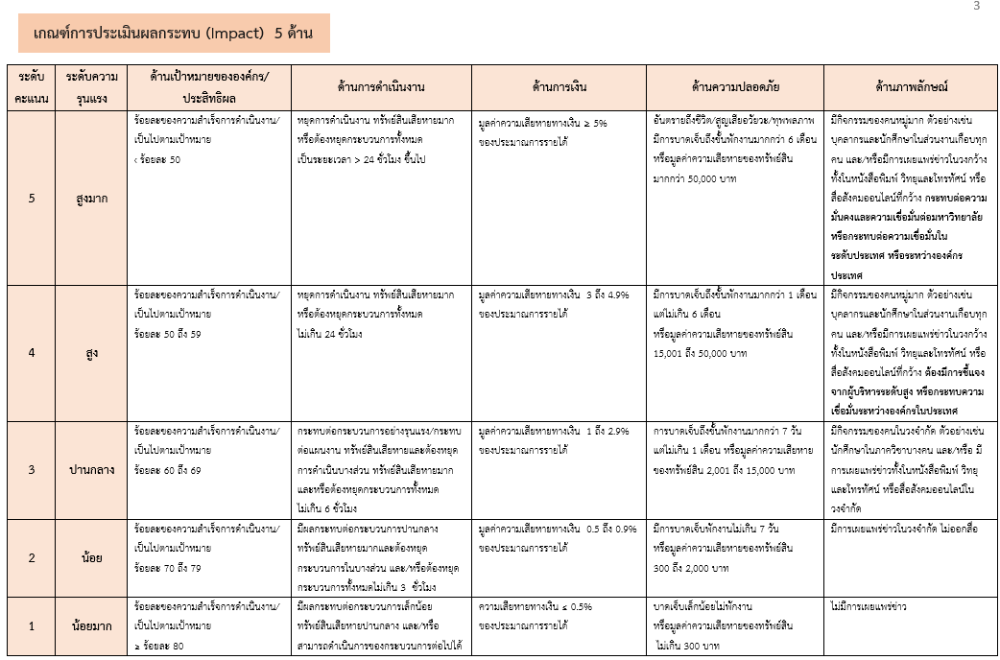 3
เกณฑ์การประเมินผลกระทบ (Impact) 5 ด้าน
ระดับ
คะแนน
ระดับความ
รุนแรง
ด้านเป้าหมายขององค์กร/
ประสิทธิผล
ด้านการดำเนินงาน
ด้านการเงิน
ด้านความปลอดภัย
ด้านภาพลักษณ์
5
สูงมาก
ร้อยละของความสำเร็จการดำเนินงาน/
เป็นไปตามเป้าหมาย
< ร้อยละ 50
หยุดการดำเนินงาน ทรัพย์สินเสียหายมาก
หรือต้องหยุดกระบวนการทั้งหมด
เป็นระยะเวลา > 24 ชั่วโมง ขึ้นไป
มูลค่าความเสียหายทางเงิน ≥ 5%
ของประมาณการรายได้
อันตรายถึงชีวิต/สูญเสียอวัยวะ/ทุพพลภาพ
มีการบาดเจ็บถึงขั้นพักงานมากกว่า 6 เดือน
หรือมูลค่าความเสียหายของทรัพย์สิน
มากกว่า 50,000 บาท
มีกิจกรรมของคนหมู่มาก ตัวอย่างเช่น
บุคลากรและนักศึกษาในส่วนงานเกือบทุก
คน และ/หรือมีการเผยแพร่ข่าวในวงกว้าง
ทั้งในหนังสือพิมพ์ วิทยุและโทรทัศน์ หรือ
สื่อสังคมออนไลน์ที่กว้าง กระทบต่อความ
มั่นคงและความเชื่อมั่นต่อมหาวิทยาลัย
หรือกระทบต่อความเชื่อมั่นใน
ระดับประเทศ หรือระหว่างองค์กร
ประเทศ
4
สูง
ร้อยละของความสำเร็จการดำเนินงาน/
เป็นไปตามเป้าหมาย
ร้อยละ 50 ถึง 59
หยุดการดำเนินงาน ทรัพย์สินเสียหายมาก
หรือต้องหยุดกระบวนการทั้งหมด
ไม่เกิน 24 ชั่วโมง
มูลค่าความเสียหายทางเงิน 3 ถึง 4.9%
ของประมาณการรายได้
มีการบาดเจ็บถึงขั้นพักงานมากกว่า 1 เดือน
แต่ไม่เกิน 6 เดือน
หรือมูลค่าความเสียหายของทรัพย์สิน
15,001 ถึง 50,000 บาท
มีกิจกรรมของคนหมู่มาก ตัวอย่างเช่น
บุคลากรและนักศึกษาในส่วนงานเกือบทุก
คน และ/หรือมีการเผยแพร่ข่าวในวงกว้าง
ทั้งในหนังสือพิมพ์ วิทยุและโทรทัศน์ หรือ
สื่อสังคมออนไลน์ที่กว้าง ต้องมีการชี้แจง
จากผู้บริหารระดับสูง หรือกระทบความ
เชื่อมั่นระหว่างองค์กรในประเทศ
3
ปานกลาง
ร้อยละของความสำเร็จการดำเนินงาน/
เป็นไปตามเป้าหมาย
ร้อยละ 60 ถึง 69
กระทบต่อกระบวนการอย่างรุนแรง/กระทบ
ต่อแผนงาน ทรัพย์สินเสียหายและต้องหยุด
การดำเนินบางส่วน ทรัพย์สินเสียหายมาก
และหรือต้องหยุดกระบวนการทั้งหมด
ไม่เกิน 6 ชั่วโมง
มูลค่าความเสียหายทางเงิน 1 ถึง 2.9%
ของประมาณการรายได้
การบาดเจ็บถึงขั้นพักงานมากกว่า 7 วัน
แต่ไม่เกิน 1 เดือน หรือมูลค่าความเสียหาย
ของทรัพย์สิน 2,001 ถึง 15,000 บาท
มีกิจกรรมของคนในวงจำกัด ตัวอย่างเช่น
นักศึกษาในภาควิชาบางคน และ/หรือ มี
การเผยแพร่ข่าวทั้งในหนังสือพิมพ์ วิทยุ
และโทรทัศน์ หรือสื่อสังคมออนไลน์ใน
วงจำกัด
2
น้อย
ร้อยละของความสำเร็จการดำเนินงาน/
เป็นไปตามเป้าหมาย
ร้อยละ 70 ถึง 79
มีผลกระทบต่อกระบวนการปานกลาง
ทรัพย์สินเสียหายมากและต้องหยุด
กระบวนการในบางส่วน และ/หรือต้องหยุด
กระบวนการทั้งหมดไม่เกิน 3 ชั่วโมง
มูลค่าความเสียหายทางเงิน 0.5 ถึง 0.9%
ของประมาณการรายได้
มีการบาดเจ็บพักงานไม่เกิน 7 วัน
หรือมูลค่าความเสียหายของทรัพย์สิน
300 ถึง 2,000 บาท
มีการเผยแพร่ข่าวในวงจำกัด ไม่ออกสื่อ
1
น้อยมาก
ร้อยละของความสำเร็จการดำเนินงาน/
เป็นไปตามเป้าหมาย
≥ ร้อยละ 80
มีผลกระทบต่อกระบวนการเล็กน้อย
ทรัพย์สินเสียหายปานกลาง และ/หรือ
สามารถดำเนินการของกระบวนการต่อไปได้
ความเสียหายทางเงิน ≤ 0.5%
ของประมาณการรายได้
บาดเจ็บเล็กน้อยไม่พักงาน
หรือมูลค่าความเสียหายของทรัพย์สิน
ไม่เกิน 300 บาท
ไม่มีการเผยแพร่ข่าว